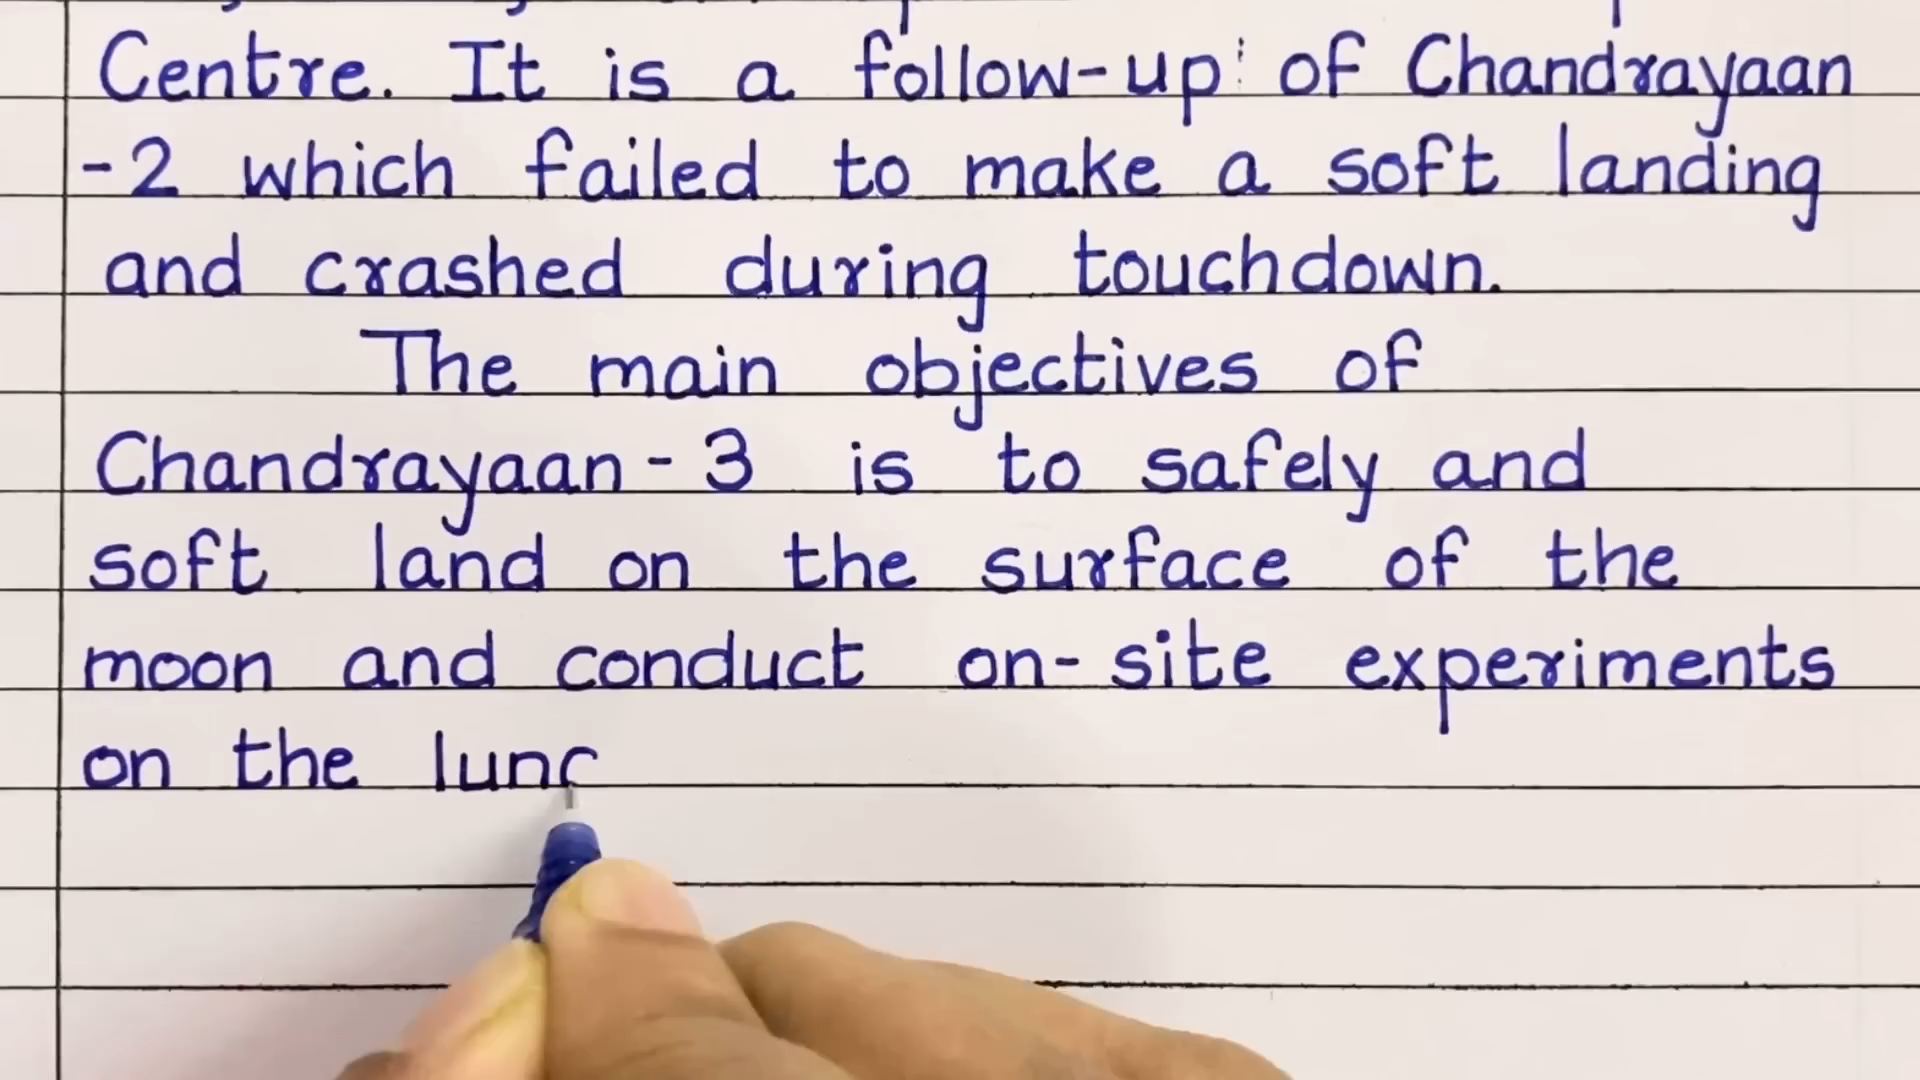 Centre. It is a follow-up of Chandrayaan
-2 which failed to make a soft landing
and crashed during touchdown.
The main objectives of
Chandrayaan-3 is to safely and
soft land on the surface of the
moon and conduct on-site experiments
on the